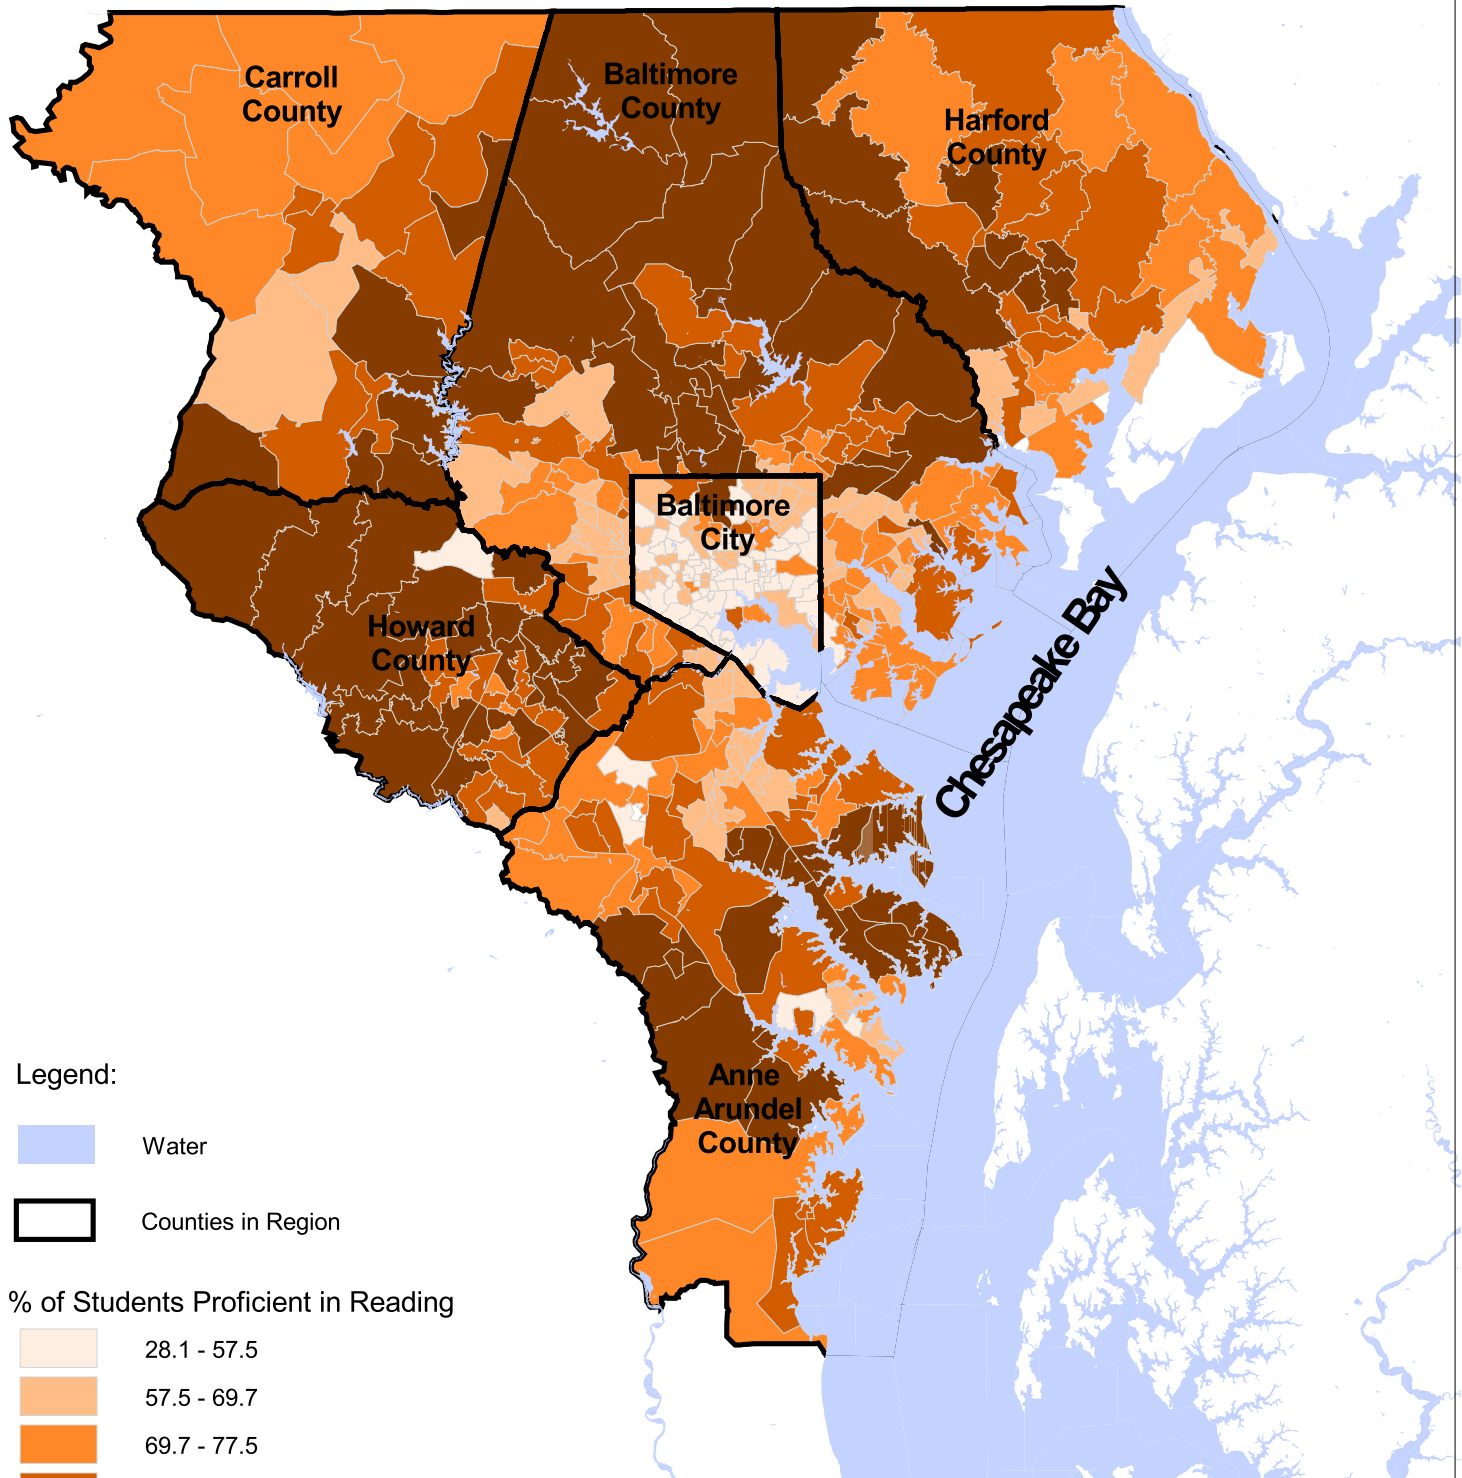 Carroll
County
Baltimore
County
Harford
County
Baltimore
City
Howard
County
Chesapeake Bay
Anne
Arundel
County
Legend:
Water
Counties in Region
% of Students Proficient in Reading
28.1 - 57.5
57.5 - 69.7
69.7 - 77.5